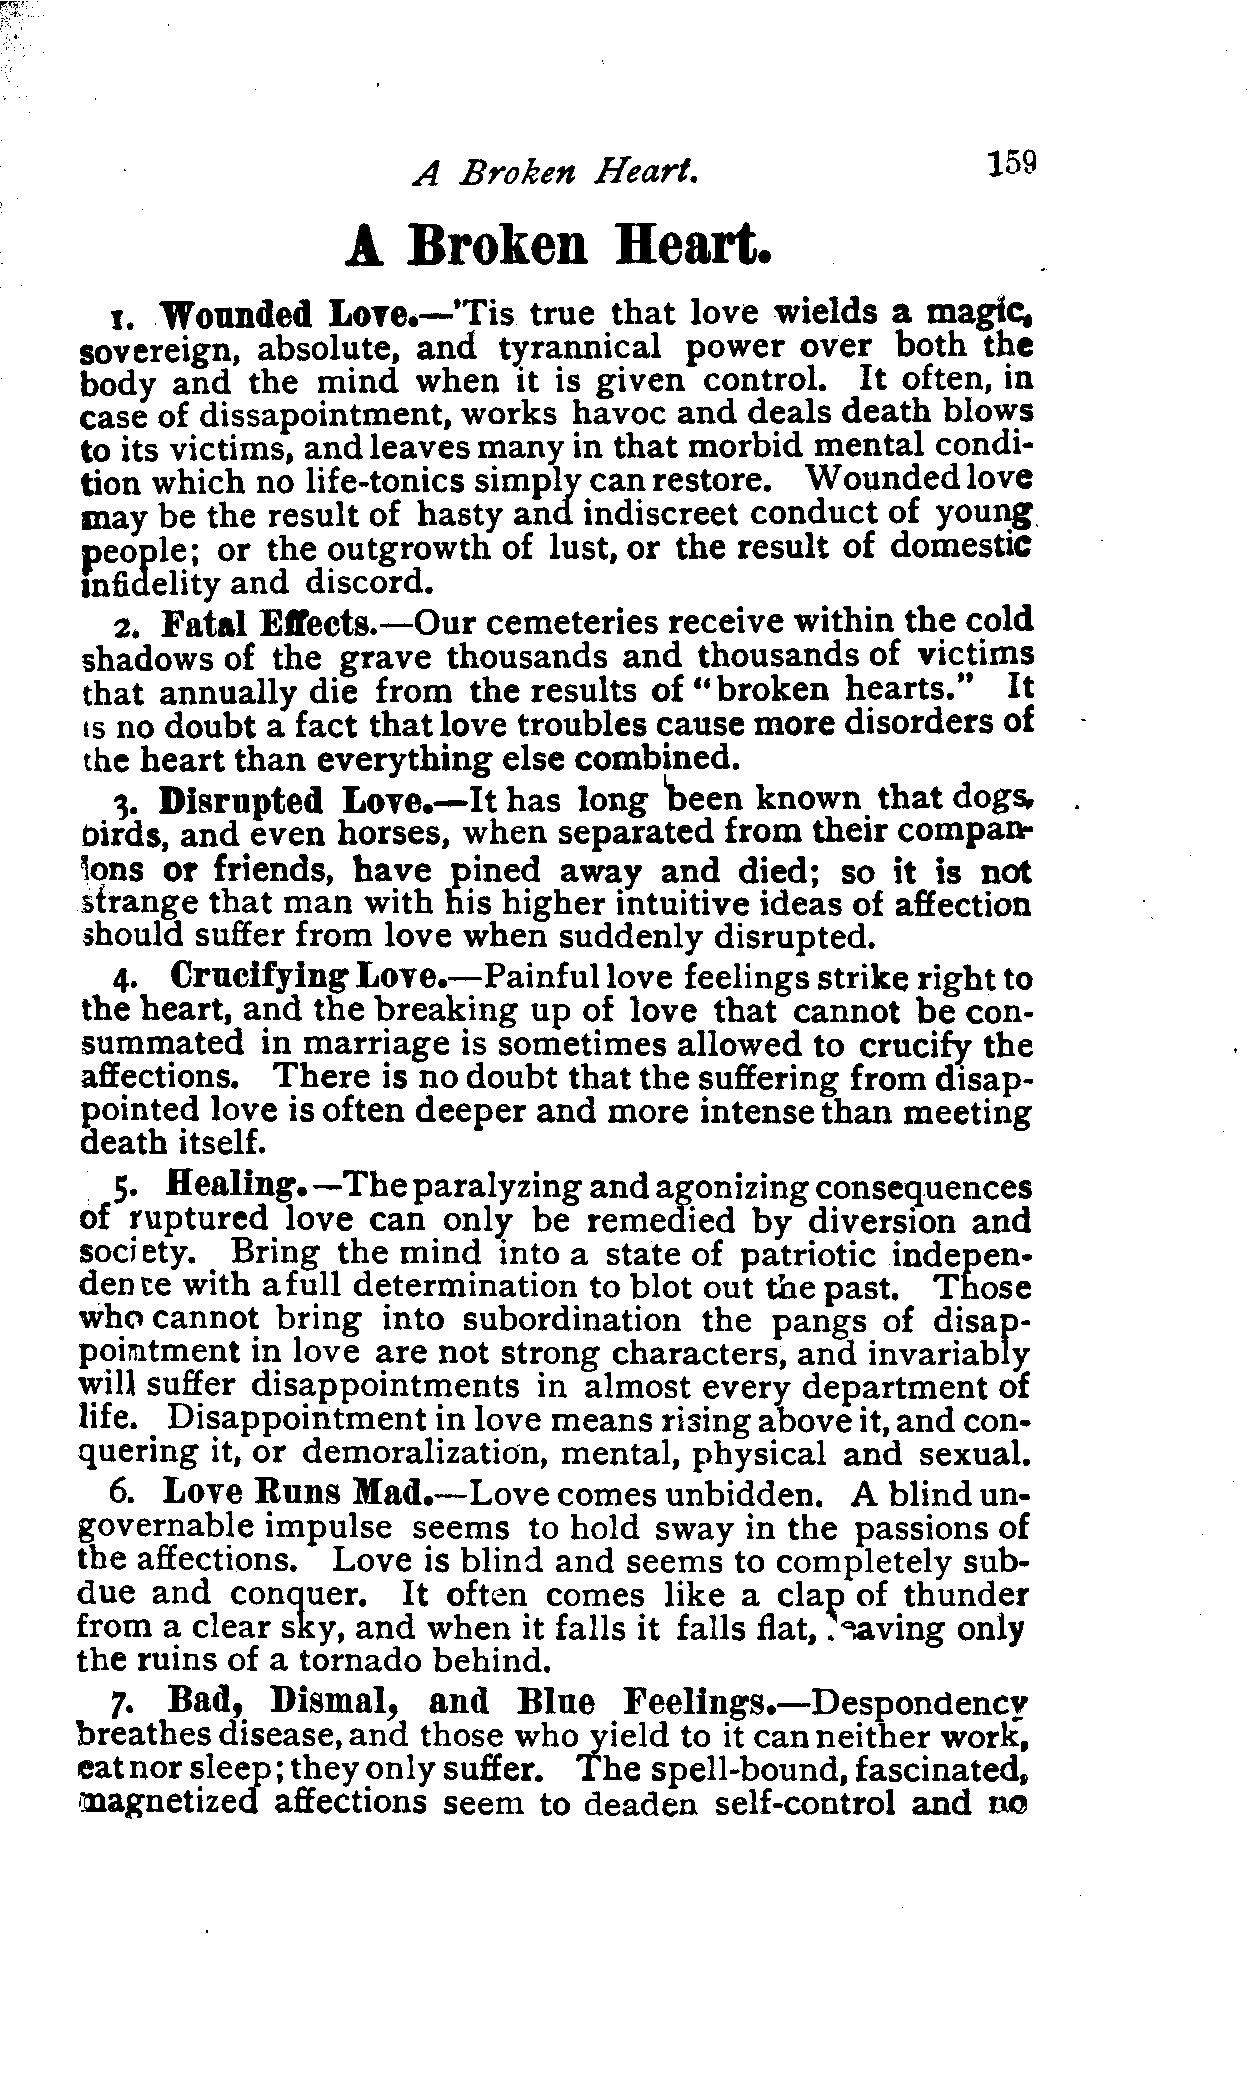 A Broken Heart. 159
A Broken Heart.
1. Wounded Love.—'Tis true that love wields a magic,
sovereign, absolute, and tyrannical power over both the
body and the mind when it is given control. It often, in
case of dissapointment, works havoc and deals death blows
to its victims, and leaves many in that morbid mental condi-
tion which no life-tonics simply can restore. Wounded love
may be the result of hasty and indiscreet conduct of young
people; or the outgrowth of lust, or the result of domestic
infidelity and discord.
2. Fatal Effects.—Our cemeteries receive within the cold
shadows of the grave thousands and thousands of victims
that annually die from the results of "broken hearts." It
is no doubt a fact that love troubles cause more disorders of
the heart than everything else combined.
3. Disrupted Love.—It has long been known that dogs,
birds, and even horses, when separated from their compan-
ions or friends, have pined away and died; so it is not
strange that man with his higher intuitive ideas of affection
should suffer from love when suddenly disrupted.
4. Crucifying Love.—Painful love feelings strike right to
the heart, and the breaking up of love that cannot be con-
summated in marriage is sometimes allowed to crucify the
affections. There is no doubt that the suffering from disap-
pointed love is often deeper and more intense than meeting
death itself.
5. Healing.—The paralyzing and agonizing consequences
of ruptured love can only be remedied by diversion and
society. Bring the mind into a state of patriotic indepen-
dence with a full determination to blot out the past. Those
who cannot bring into subordination the pangs of disap-
pointment in love are not strong characters, and invariably
will suffer disappointments in almost every department of
life. Disappointment in love means rising above it, and con-
quering it, or demoralization, mental, physical and sexual.
6. Love Runs Mad.—Love comes unbidden. A blind un-
governable impulse seems to hold sway in the passions of
the affections. Love is blind and seems to completely sub-
due and conquer. It often comes like a clap of thunder
from a clear sky, and when it falls it falls flat, leaving only
the ruins of a tornado behind.
7. Bad, Dismal, and Blue Feelings.—Despondency
breathes disease, and those who yield to it can neither work,
eat nor sleep; they only suffer. The spell-bound, fascinated,
magnetized affections seem to deaden self-control and no